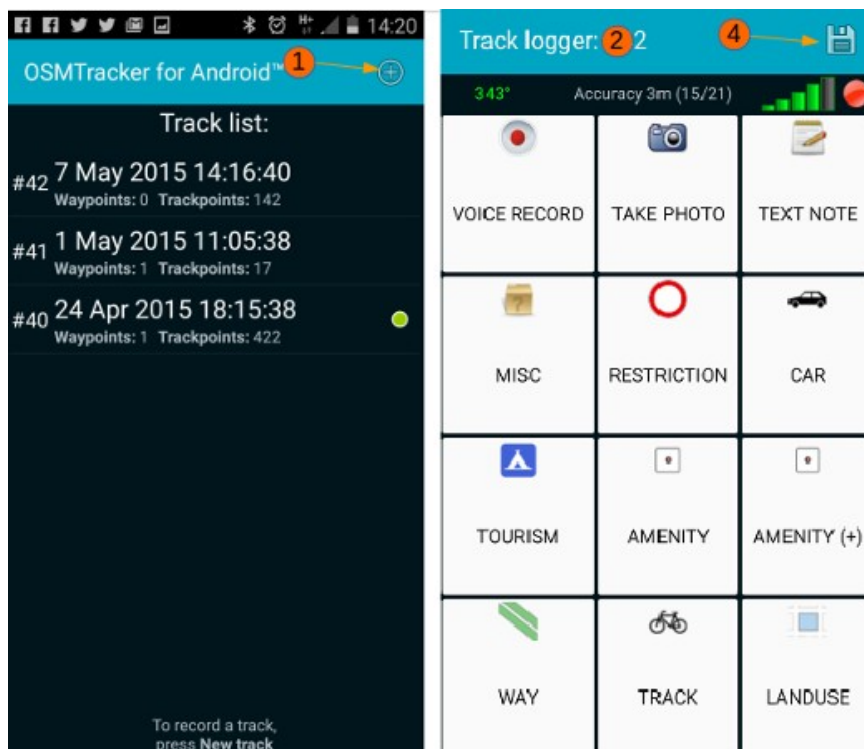 H+
14:20
OSMTracker for Android™
1
Track list:
#42
7 May 2015 14:16:40
Waypoints: 0 Trackpoints: 142
#41
1 May 2015 11:05:38
Waypoints: 1 Trackpoints: 17
#40
24 Apr 2015 18:15:38
Waypoints: 1 Trackpoints: 422
To record a track,
press New track
Track logger: 2 2
4
343° Accuracy 3m (15/21)
VOICE RECORD
TAKE PHOTO
TEXT NOTE
MISC
RESTRICTION
CAR
TOURISM
AMENITY
AMENITY (+)
WAY
TRACK
LANDUSE